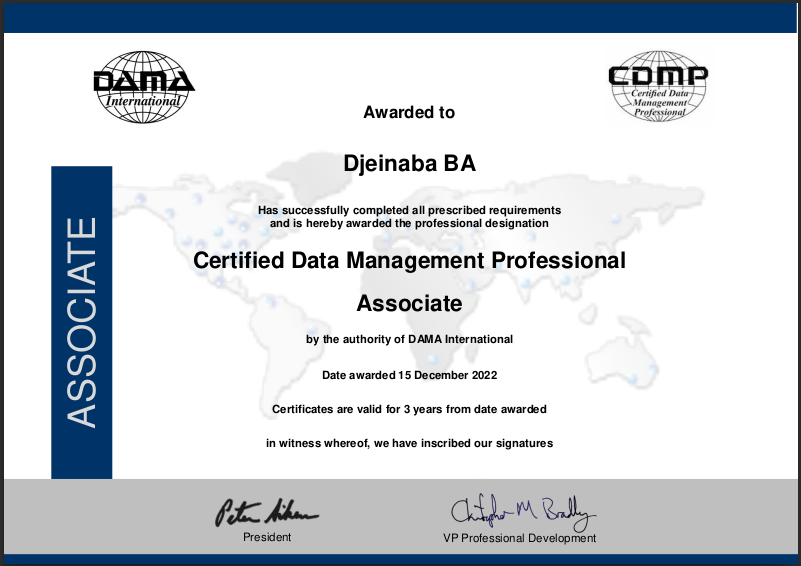 DAMA
International
CDMP
Certified Data
Management
Professional
Awarded to
Djeinaba BA
Has successfully completed all prescribed requirements
and is hereby awarded the professional designation
Certified Data Management Professional
Associate
by the authority of DAMA International
Date awarded 15 December 2022
Certificates are valid for 3 years from date awarded
in witness whereof, we have inscribed our signatures
ASSOCIATE
Peter Aiken
Christopher M Bradley
President
VP Professional Development